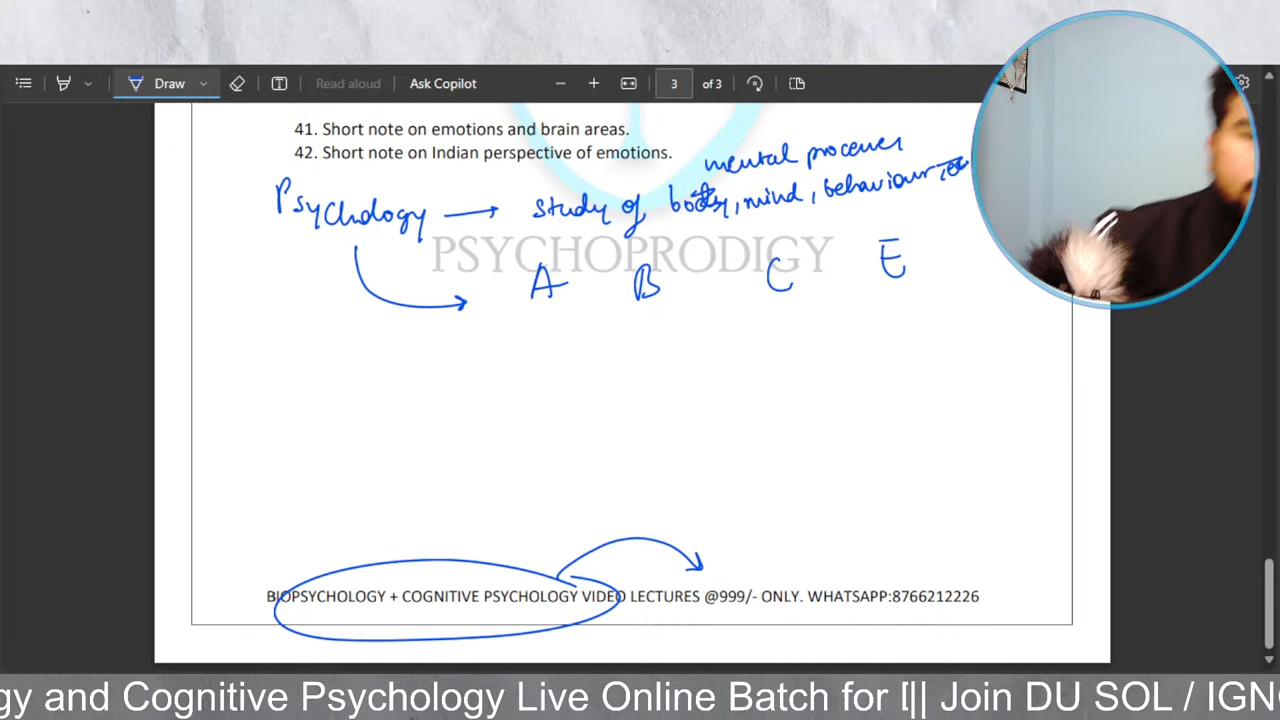 Draw
Read aloud
Ask Copilot
3 of 3
41. Short note on emotions and brain areas.
42. Short note on Indian perspective of emotions.
mental processes
Psychology → study of body, mind, behaviour,
PSYCHOPRODIGY
A B C E
BIOPSYCHOLOGY + COGNITIVE PSYCHOLOGY VIDEO LECTURES @999/- ONLY. WHATSAPP:8766212226
gy and Cognitive Psychology Live Online Batch for [|| Join DU SOL / IGN